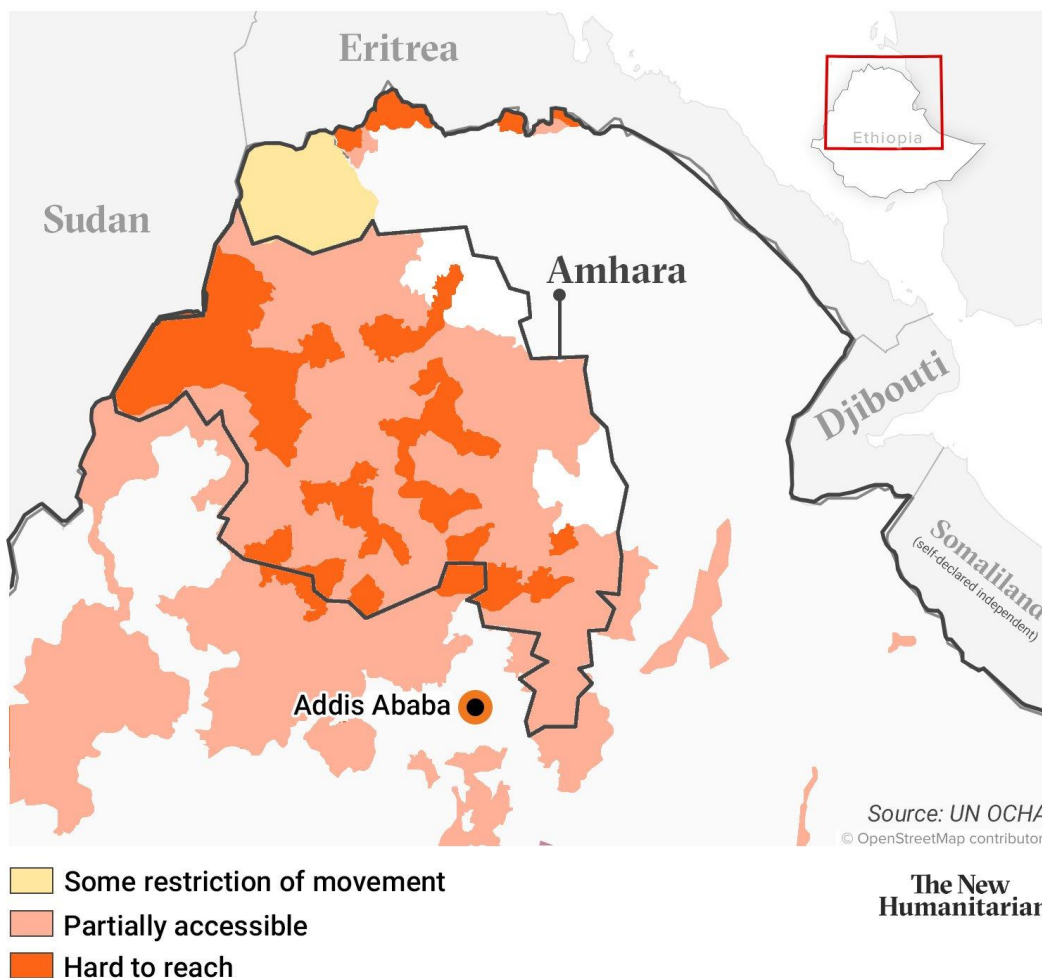 Eritrea
Ethiopia
Sudan
Amhara
Djibouti
Somaliland
(self-declared independent)
Addis Ababa
Source: UN OCHA
© OpenStreetMap contributor
Some restriction of movement
The New
Humanitarian
Partially accessible
Hard to reach